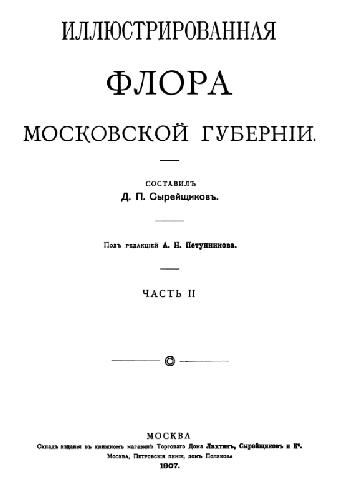 ИЛЛЮСТРИРОВАННАЯ
ФЛОРА
МОСКОВСКОЙ ГУБЕРНІИ.
СОСТАВИЛЪ
Д. П. Сырейщиковъ.
Подъ редакціей А. Н. Петунникова.
ЧАСТЬ II
МОСКВА
Складъ изданія въ книжномъ магазинѣ Торговаго Дома Лахтинъ, Сырейщиковъ и Кº.
Москва, Петровскія линіи, домъ Полякова
1907.